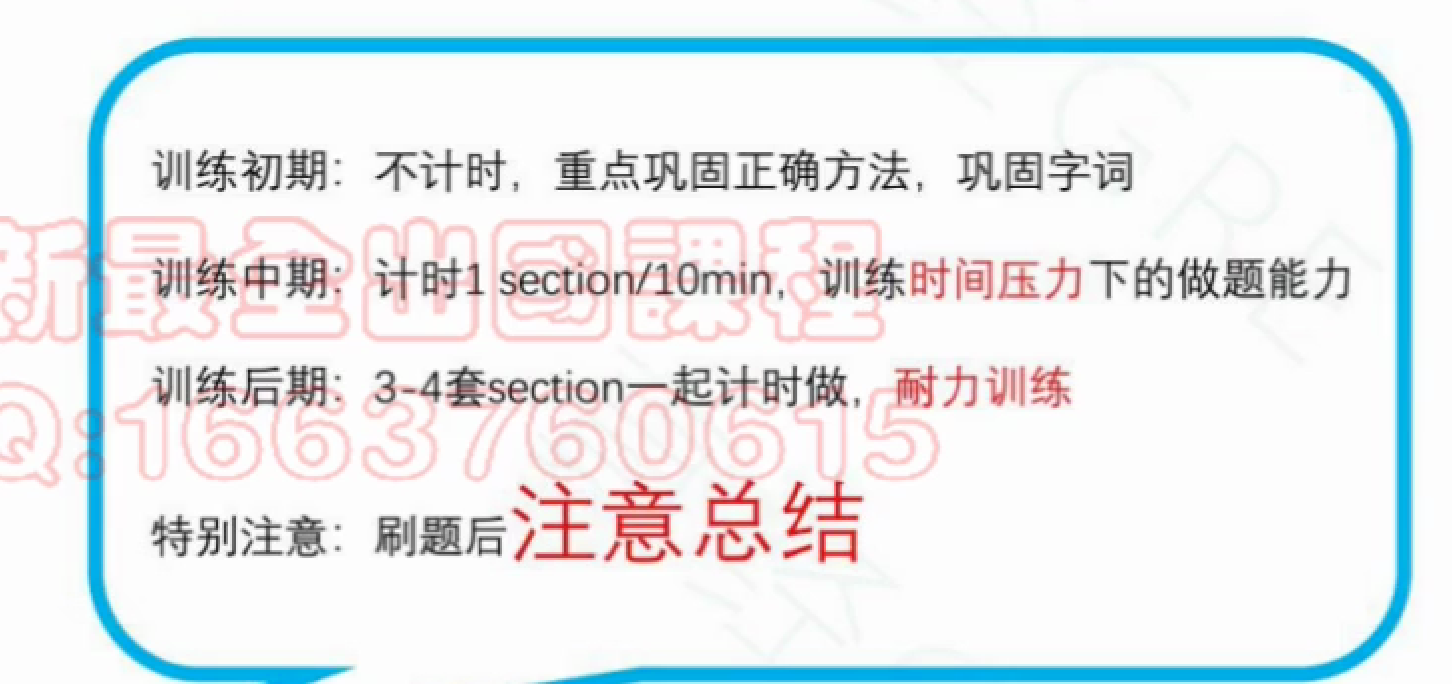 训练初期：不计时，重点巩固正确方法，巩固字词
新最全出國課程
训练中期：计时1 section/10min，训练时间压力下的做题能力
训练后期：3-4套section一起计时做，耐力训练
Q:1663760615
特别注意：刷题后注意总结
GRE